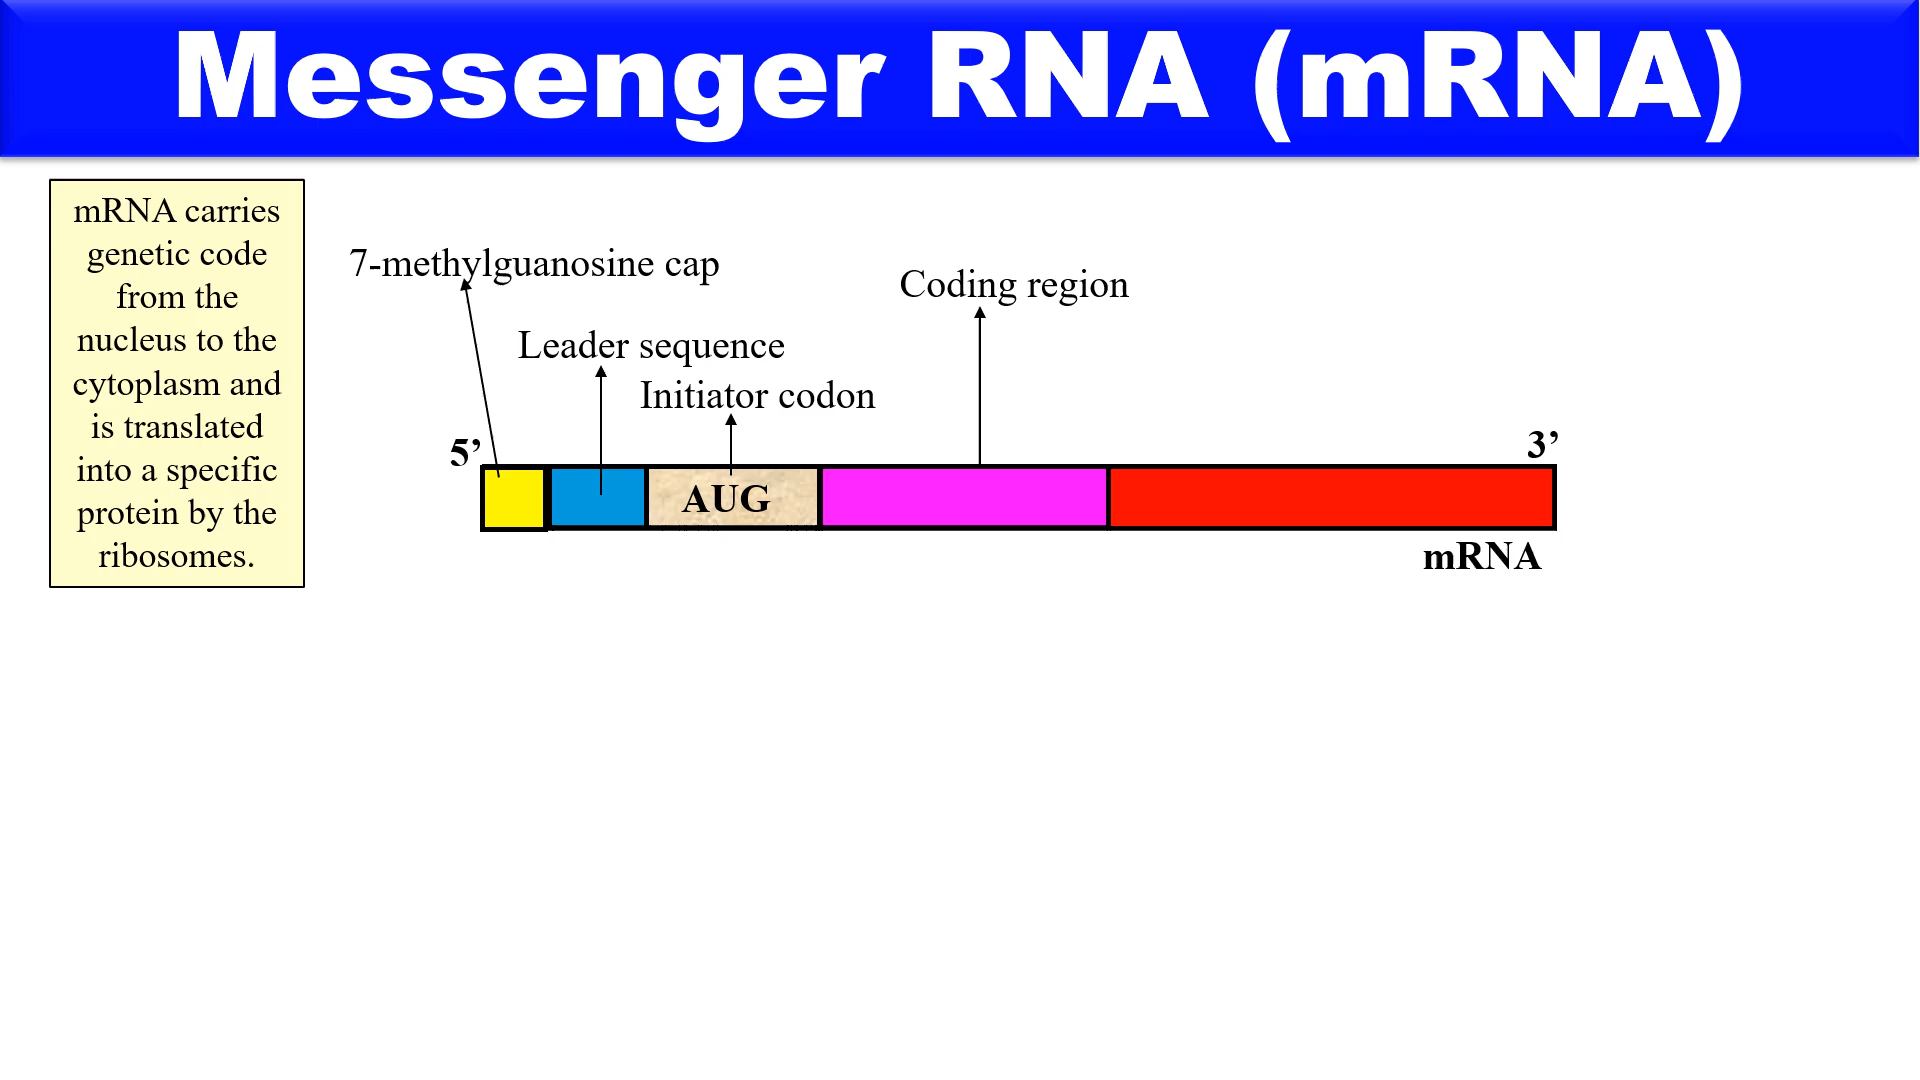 Messenger RNA (mRNA)
mRNA carries
genetic code
from the
nucleus to the
cytoplasm and
is translated
into a specific
protein by the
ribosomes.
7-methylguanosine cap
Coding region
Leader sequence
Initiator codon
5’
3’
AUG
mRNA